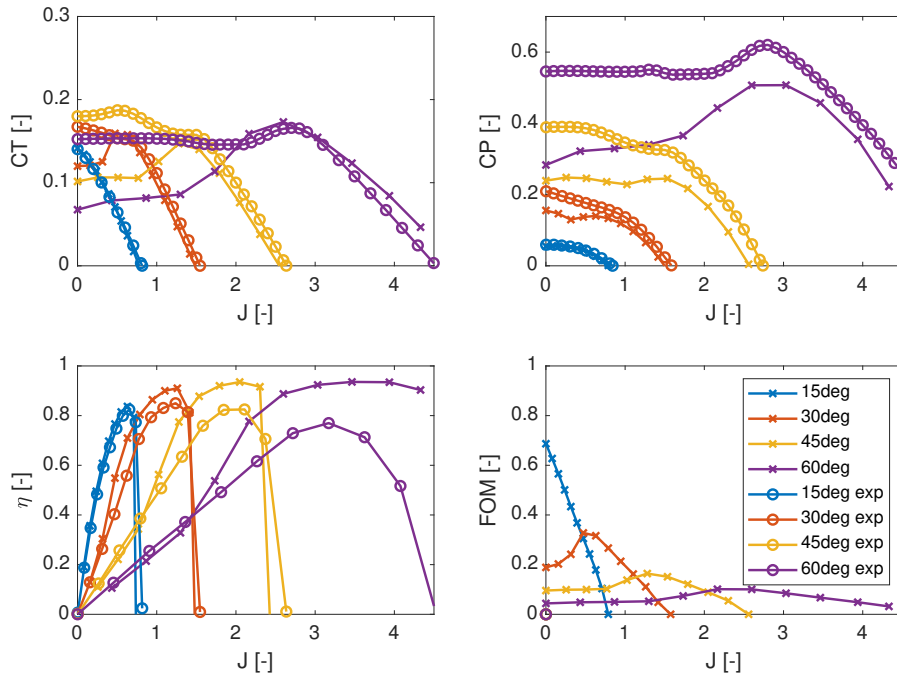 0.3
0.2
0.1
0
CT [-]
0 1 2 3 4
J [-]
0.6
0.4
0.2
0
CP [-]
0 1 2 3 4
J [-]
1
0.8
0.6
0.4
0.2
0
η [-]
0 1 2 3 4
J [-]
1
0.8
0.6
0.4
0.2
0
FOM [-]
0 1 2 3 4
J [-]
15deg
30deg
45deg
60deg
15deg exp
30deg exp
45deg exp
60deg exp